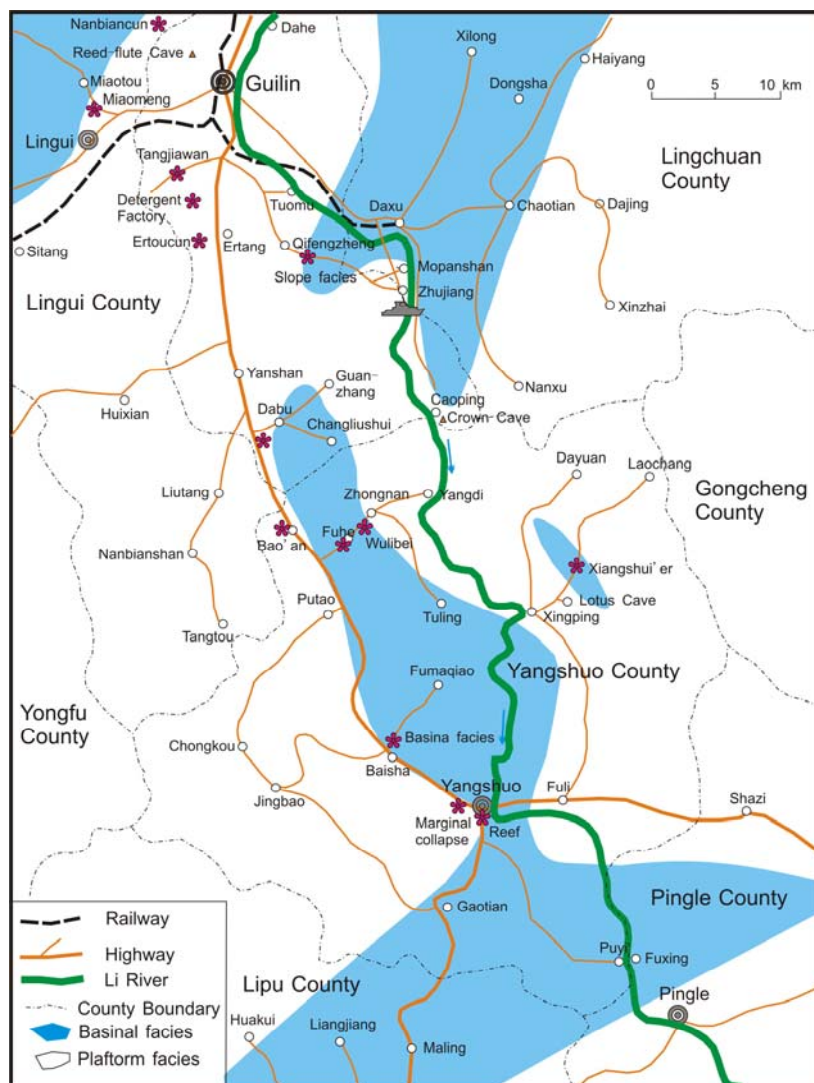 Nanbiancun
Dahe
Reed-flute Cave
Xilong
Haiyang
0 5 10 km
Miaotou
Guilin
Dongsha
Miaomeng
Lingui
Lingchuan
County
Tangjiawan
Detergent
Factory
Tuomu
Daxu
Chaotian
Dajing
Ertoucun
Ertang
Qifengzheng
Sitang
Slope facies
Mopanshan
Lingui County
Zhujiang
Xinzhai
Yanshan
Guan-
zhang
Huixian
Dabu
Caoping
Nanxu
Crown Cave
Changliushui
Dayuan
Laochang
Liutang
Zhongnan
Yangdi
Gongcheng
County
Bao'an
Fuhe
Wulibei
Nanbianshan
Xiangshui'er
Lotus Cave
Putao
Tuling
Xingping
Tangtou
Fumaqiao
Yangshuo County
Yongfu
County
Chongkou
Basina facies
Baisha
Jingbao
Yangshuo
Fuli
Shazi
Marginal
collapse
Reef
Gaotian
Pingle County
Puyi
Fuxing
Lipu County
Pingle
Huakui
Liangjiang
Maling
Railway
Highway
Li River
County Boundary
Basinal facies
Plaftorm facies